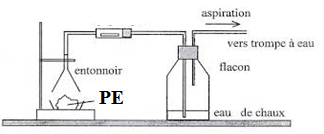 aspiration
vers trompe à eau
entonnoir
flacon
PE
eau de chaux